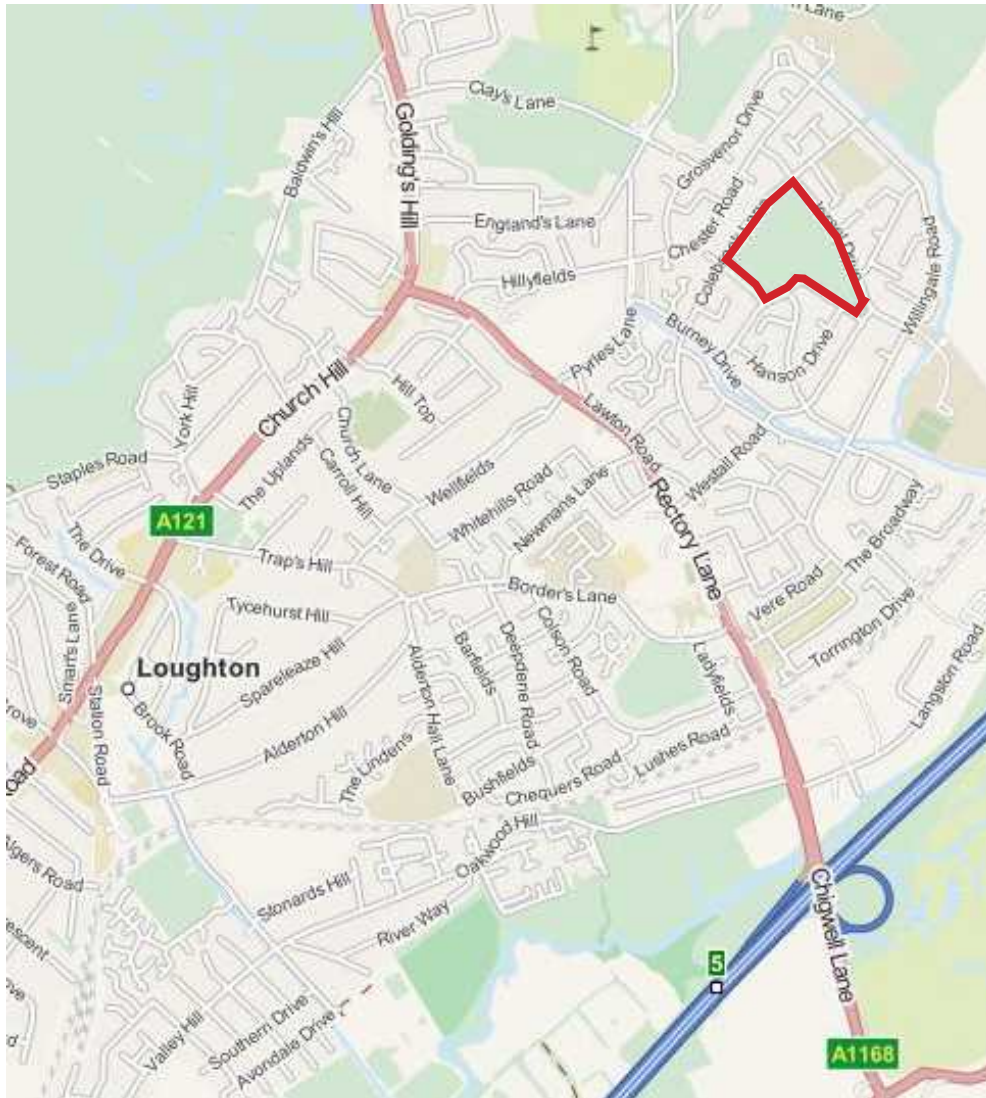 Lane
Clay's Lane
Golding's Hill
Baldwin's Hill
Grosvenor Drive
England's Lane
Chester Road
Hillyfields
Willingale Road
Burney Drive
Pyrles Lane
Hanson Drive
Hill Top
York Hill
Church Hill
Church Lane
Lawton Road
Staples Road
The Uplands
Carroll Hill
Wellfields
Westall Road
Whitehills Road
Newmans Lane
Rectory Lane
A121
The Broadway
The Drive
Trap's Hill
Forest Road
Border's Lane
Vere Road
Tycehurst Hill
Torrington Drive
Smart's Lane
Colson Road
Deepdene Road
Barfields
Ladyfields
Loughton
Spareleaze Hill
Alderton Hall Lane
Langston Road
Station Road
Brook Road
Alderton Hill
Lushes Road
The Lindens
Bushfields
Chequers Road
Oakwood Hill
Algers Road
Stonards Hill
River Way
Chigwell Lane
5
Valley Hill
Southern Drive
Avondale Drive
A1168